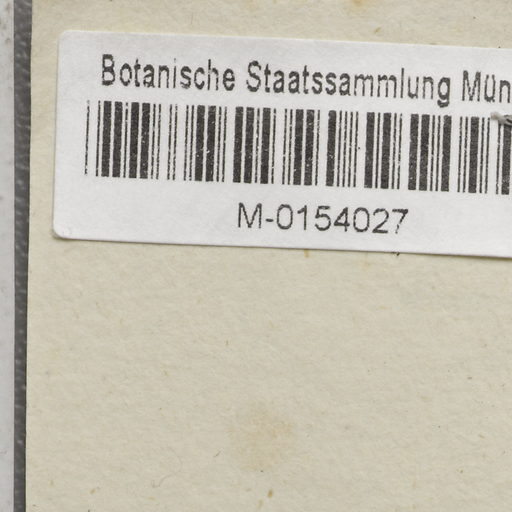 Botanische Staatssammlung Mün
M-0154027